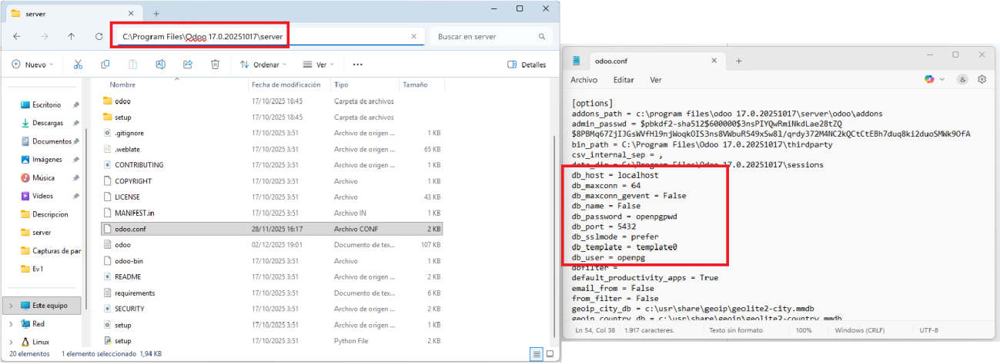 server
C:\Program Files\Odoo 17.0.20251017\server
Buscar en server
Nuevo
Ordenar
Ver
Detalles
Nombre
Fecha de modificación
Tipo
Tamaño
Escritorio
Descargas
Documentos
Imágenes
Música
Vídeos
Descripcion
server
Capturas de par
Ev1
Este equipo
Red
Linux
odoo 17/10/2025 18:45 Carpeta de archivos
setup 17/10/2025 18:45 Carpeta de archivos
.gitignore 17/10/2025 3:51 Archivo de origen ... 1 KB
.weblate 17/10/2025 3:51 Archivo de origen ... 65 KB
CONTRIBUTING 17/10/2025 3:51 Archivo de origen ... 1 KB
COPYRIGHT 17/10/2025 3:51 Archivo 1 KB
LICENSE 17/10/2025 3:51 Archivo 43 KB
MANIFEST.in 17/10/2025 3:51 Archivo IN 1 KB
odoo.conf 28/11/2025 16:17 Archivo CONF 2 KB
odoo 02/12/2025 19:01 Documento de tex... 107 KB
odoo-bin 17/10/2025 3:51 Archivo 1 KB
README 17/10/2025 3:51 Archivo de origen ... 2 KB
requirements 17/10/2025 3:51 Documento de tex... 6 KB
SECURITY 17/10/2025 3:51 Archivo de origen ... 2 KB
setup 17/10/2025 3:51 Archivo de origen ... 1 KB
setup 17/10/2025 3:51 Python File 2 KB
20 elementos 1 elemento seleccionado 1,94 KB
odoo.conf
Archivo Editar Ver
[options]
addons_path = c:\program files\odoo 17.0.20251017\server\odoo\addons
admin_passwd = $pbkdf2-sha512$600000$3nsPIYQwRmiNkdLae28tZQ
$8PBMq67ZjIJGsWVfHl9njWoqkOIS3ns8VWbuR549xSw8l/qrdy372M4NC2kQCtCtEBh7duq8ki2duoSMWk9OfA
bin_path = C:\Program Files\Odoo 17.0.20251017\thirdparty
csv_internal_sep = ,
data_dir = C:\Program Files\Odoo 17.0.20251017\sessions
db_host = localhost
db_maxconn = 64
db_maxconn_gevent = False
db_name = False
db_password = openpgpwd
db_port = 5432
db_sslmode = prefer
db_template = template0
db_user = openpg
dbfilter =
default_productivity_apps = True
email_from = False
from_filter = False
geoip_city_db = c:\usr\share\geoip\geolite2-city.mmdb
geoip_country_db = c:\usr\share\geoip\geolite2-country.mmdb
Ln 54, Col 38 1.917 caracteres. Texto sin formato 100% Windows (CRLF) UTF-8